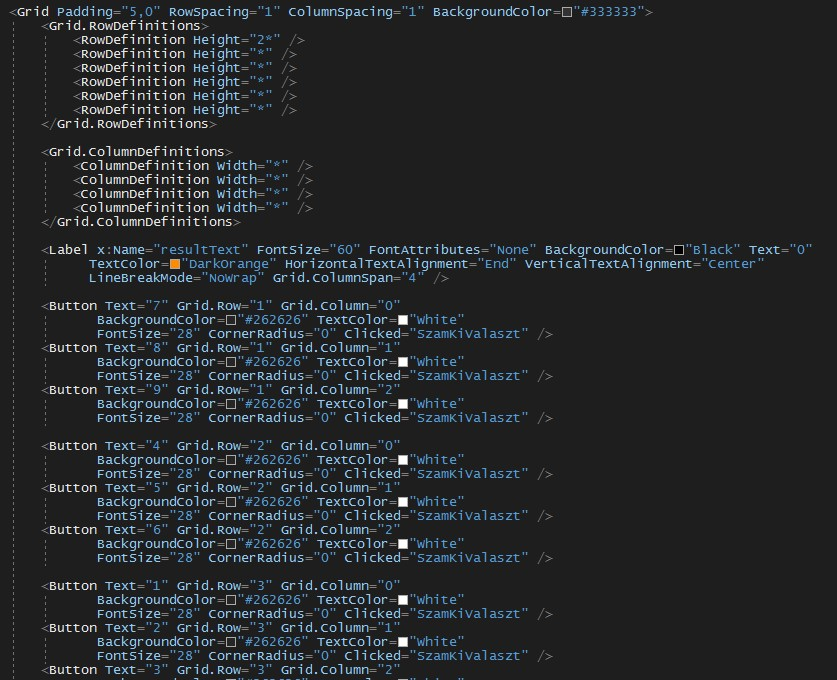 <Grid Padding="5,0" RowSpacing="1" ColumnSpacing="1" BackgroundColor="#333333">
<Grid.RowDefinitions>
<RowDefinition Height="2*" />
<RowDefinition Height="*" />
<RowDefinition Height="*" />
<RowDefinition Height="*" />
<RowDefinition Height="*" />
<RowDefinition Height="*" />
</Grid.RowDefinitions>
<Grid.ColumnDefinitions>
<ColumnDefinition Width="*" />
<ColumnDefinition Width="*" />
<ColumnDefinition Width="*" />
<ColumnDefinition Width="*" />
</Grid.ColumnDefinitions>
<Label x:Name="resultText" FontSize="60" FontAttributes="None" BackgroundColor="Black" Text="0"
TextColor="DarkOrange" HorizontalTextAlignment="End" VerticalTextAlignment="Center"
LineBreakMode="NoWrap" Grid.ColumnSpan="4" />
<Button Text="7" Grid.Row="1" Grid.Column="0"
BackgroundColor="#262626" TextColor="White"
FontSize="28" CornerRadius="0" Clicked="SzamKivalaszt" />
<Button Text="8" Grid.Row="1" Grid.Column="1"
BackgroundColor="#262626" TextColor="White"
FontSize="28" CornerRadius="0" Clicked="SzamKivalaszt" />
<Button Text="9" Grid.Row="1" Grid.Column="2"
BackgroundColor="#262626" TextColor="White"
FontSize="28" CornerRadius="0" Clicked="SzamKivalaszt" />
<Button Text="4" Grid.Row="2" Grid.Column="0"
BackgroundColor="#262626" TextColor="White"
FontSize="28" CornerRadius="0" Clicked="SzamKivalaszt" />
<Button Text="5" Grid.Row="2" Grid.Column="1"
BackgroundColor="#262626" TextColor="White"
FontSize="28" CornerRadius="0" Clicked="SzamKivalaszt" />
<Button Text="6" Grid.Row="2" Grid.Column="2"
BackgroundColor="#262626" TextColor="White"
FontSize="28" CornerRadius="0" Clicked="SzamKivalaszt" />
<Button Text="1" Grid.Row="3" Grid.Column="0"
BackgroundColor="#262626" TextColor="White"
FontSize="28" CornerRadius="0" Clicked="SzamKivalaszt" />
<Button Text="2" Grid.Row="3" Grid.Column="1"
BackgroundColor="#262626" TextColor="White"
FontSize="28" CornerRadius="0" Clicked="SzamKivalaszt" />
<Button Text="3" Grid.Row="3" Grid.Column="2"